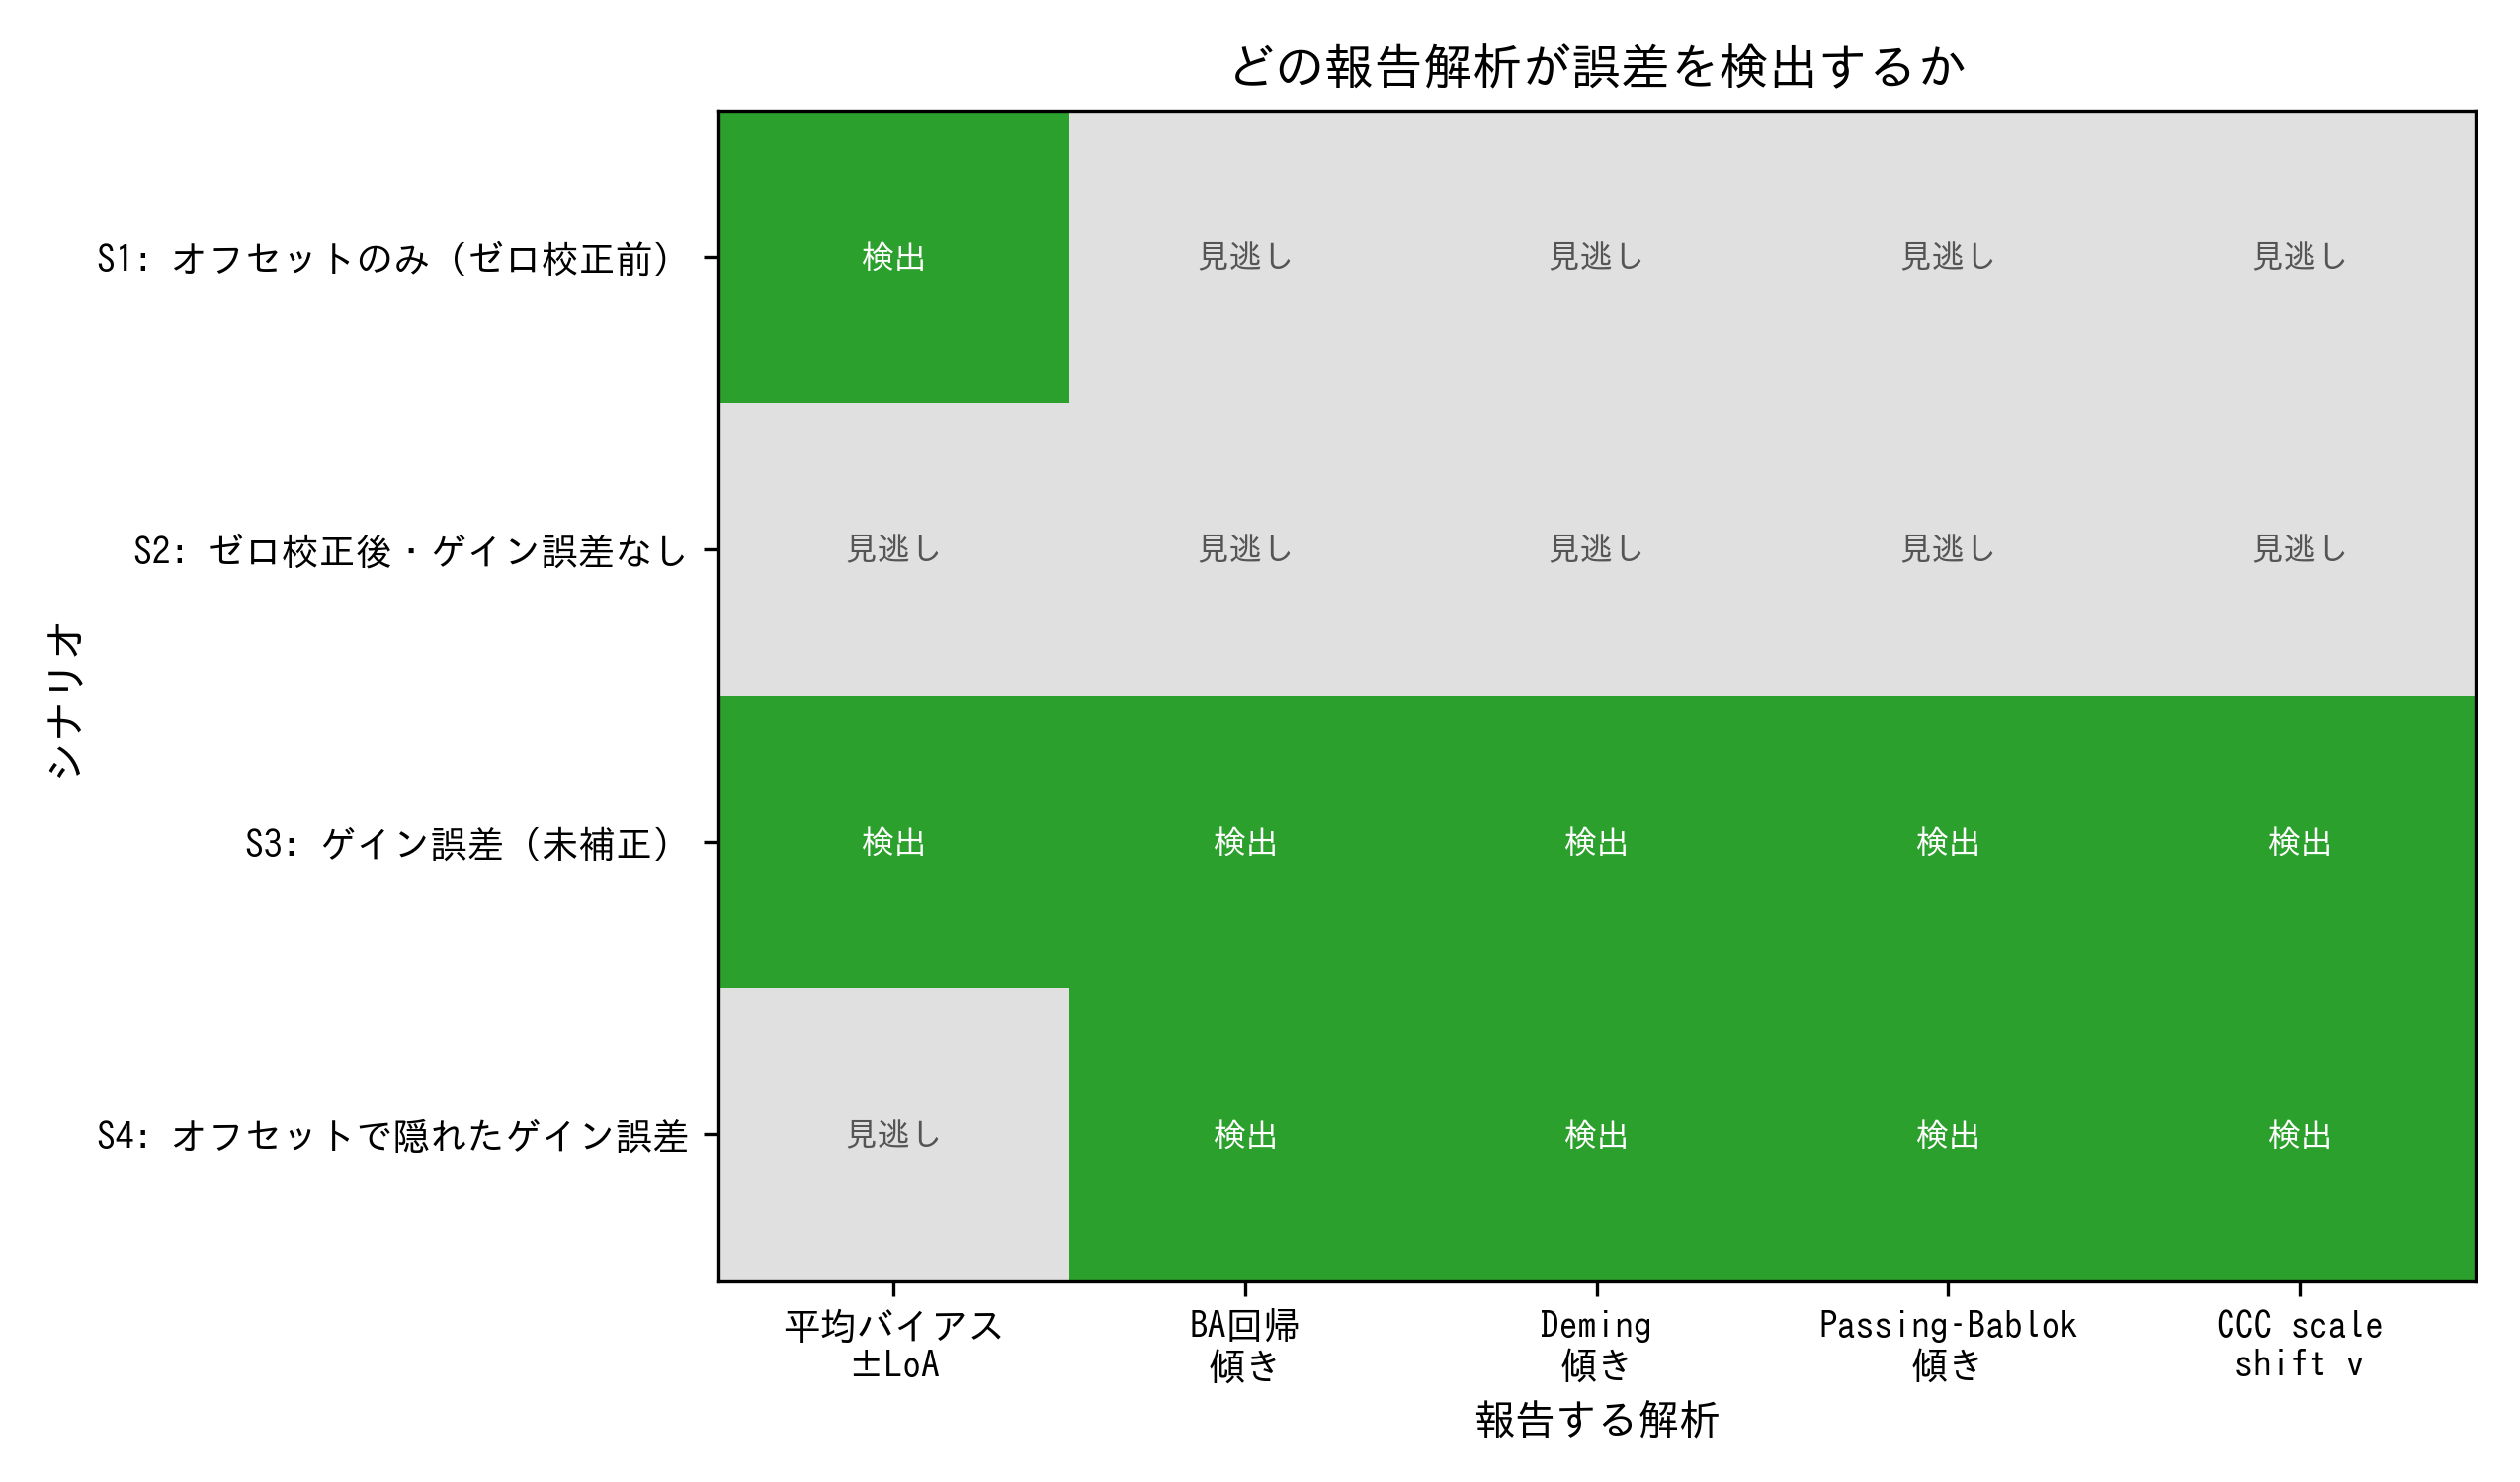 どの報告解析が誤差を検出するか
シナリオ
S1: オフセットのみ（ゼロ校正前）
検出
見逃し
見逃し
見逃し
見逃し
S2: ゼロ校正後・ゲイン誤差なし
見逃し
見逃し
見逃し
見逃し
見逃し
S3: ゲイン誤差（未補正）
検出
検出
検出
検出
検出
S4: オフセットで隠れたゲイン誤差
見逃し
検出
検出
検出
検出
平均バイアス
±LoA
BA回帰
傾き
Deming
傾き
Passing-Bablok
傾き
CCC scale
shift v
報告する解析